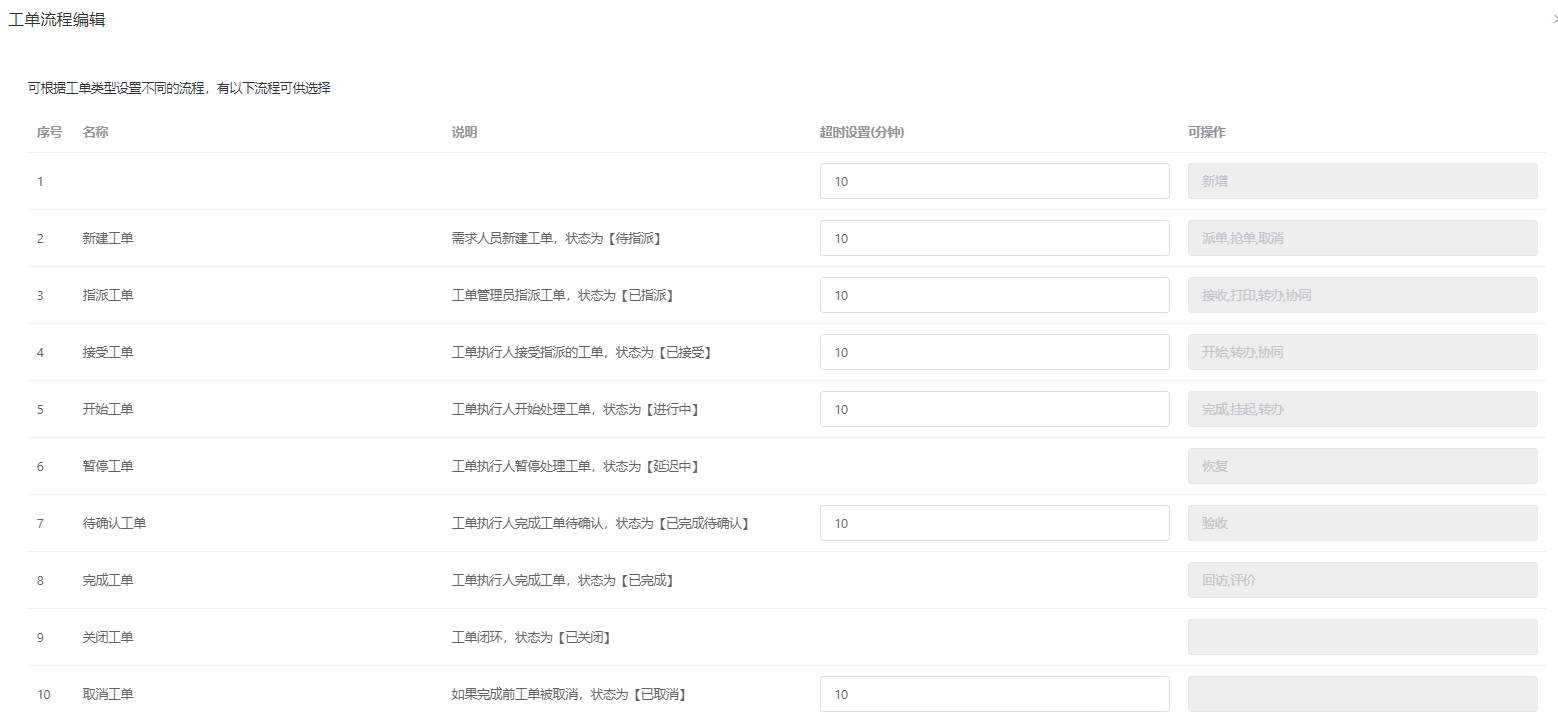 工单流程编辑
可根据工单类型设置不同的流程，有以下流程可供选择
序号 名称 说明 超时设置(分钟) 可操作
1 10 新增
2 新建工单 需求人员新建工单，状态为【待指派】 10 派单,抢单,取消
3 指派工单 工单管理员指派工单，状态为【已指派】 10 接收,打印,转办,协同
4 接受工单 工单执行人接受指派的工单，状态为【已接受】 10 开始,转办,协同
5 开始工单 工单执行人开始处理工单，状态为【进行中】 10 完成,挂起,转办
6 暂停工单 工单执行人暂停处理工单，状态为【延迟中】 恢复
7 待确认工单 工单执行人完成工单待确认，状态为【已完成待确认】 10 验收
8 完成工单 工单执行人完成工单，状态为【已完成】 回访,评价
9 关闭工单 工单闭环，状态为【已关闭】
10 取消工单 如果完成前工单被取消，状态为【已取消】 10